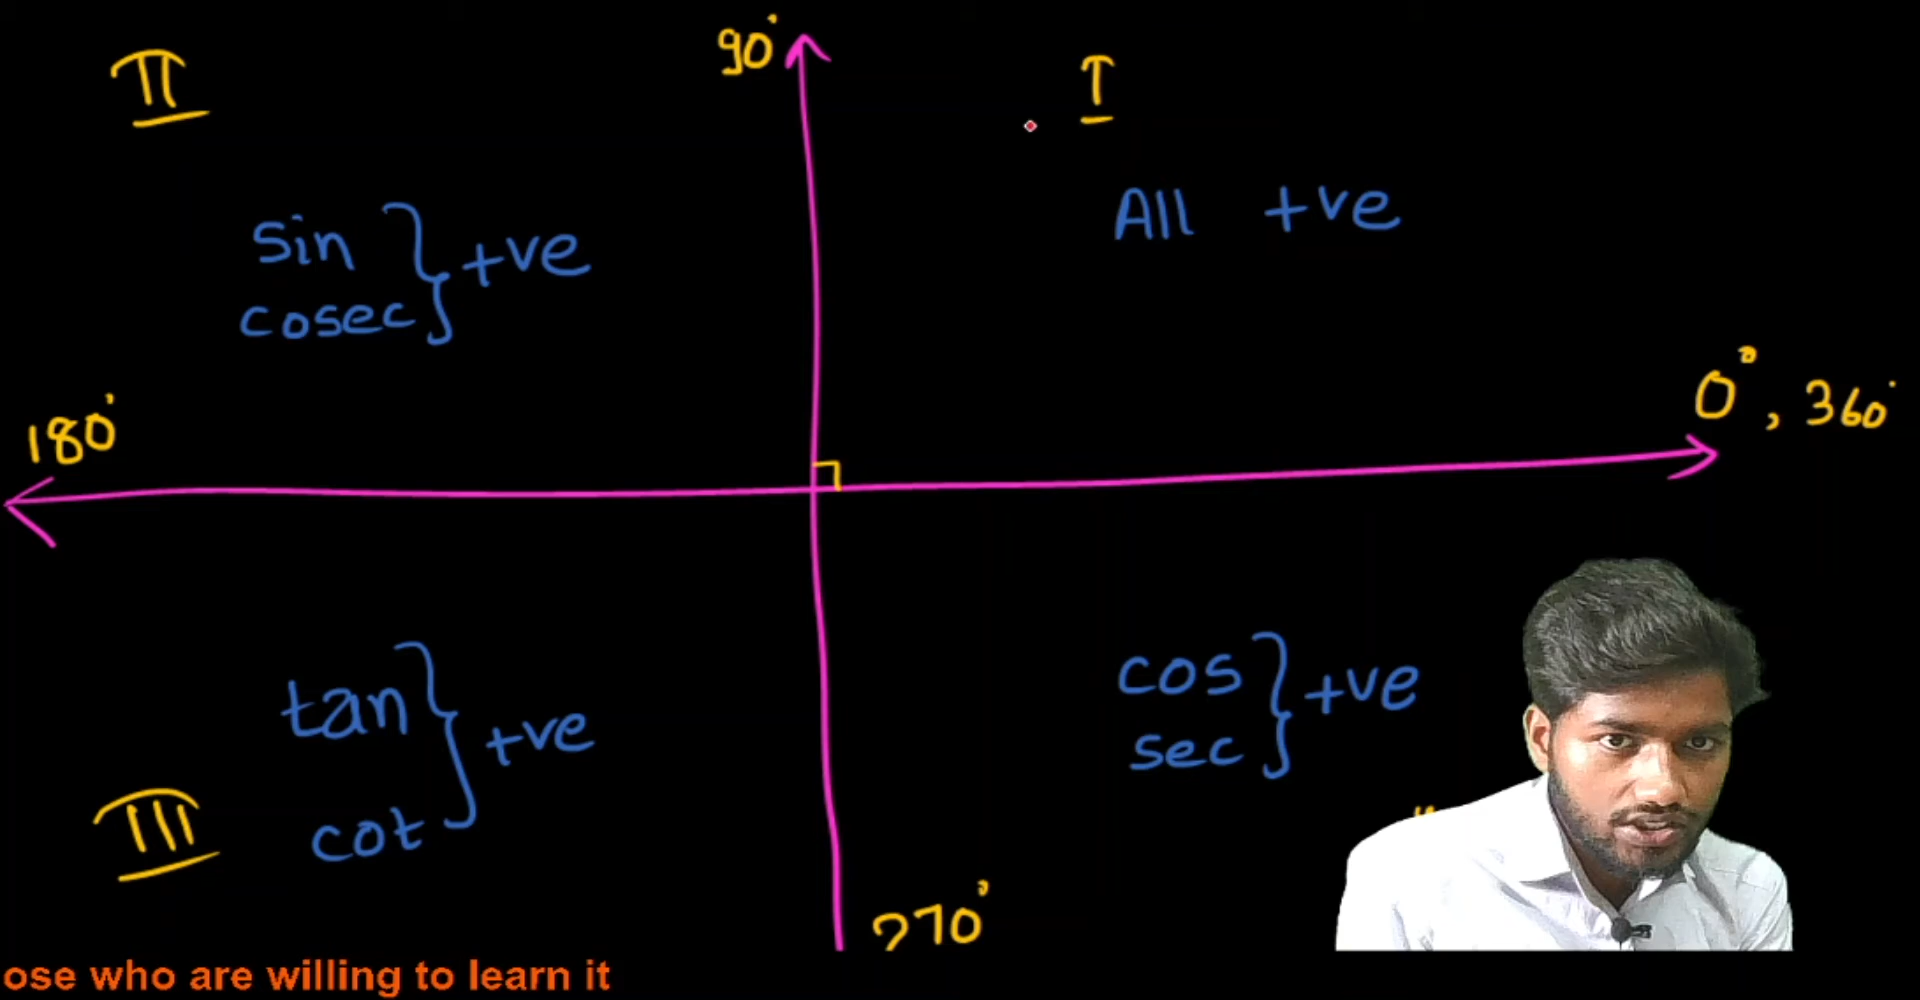 II
90°
I
sin
cosec
} +ve
All +ve
180°
0°, 360°
tan
cot
} +ve
III
cos
sec
} +ve
270°
ose who are willing to learn it